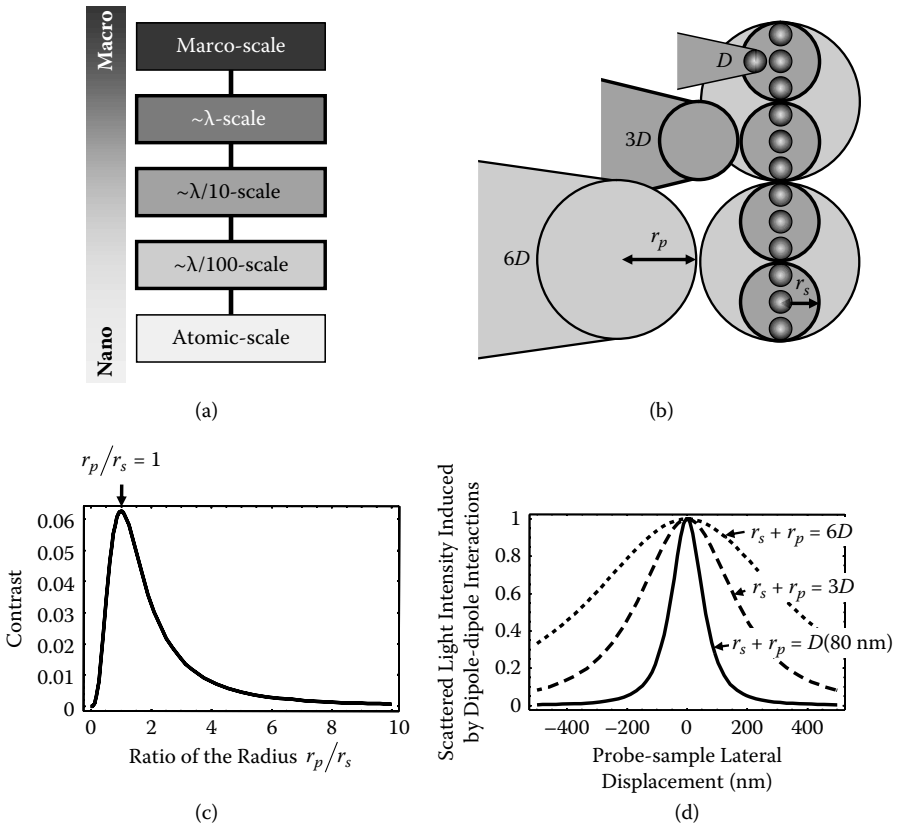 Macro
Nano
Marco-scale
~λ-scale
~λ/10-scale
~λ/100-scale
Atomic-scale
(a)
D
3D
6D
r_p
r_s
(b)
r_p/r_s = 1
Contrast
0.06
0.05
0.04
0.03
0.02
0.01
0
0 2 4 6 8 10
Ratio of the Radius r_p/r_s
(c)
Scattered Light Intensity Induced
by Dipole-dipole Interactions
1
0.8
0.6
0.4
0.2
0
r_s + r_p = 6D
r_s + r_p = 3D
r_s + r_p = D(80 nm)
−400 −200 0 200 400
Probe-sample Lateral
Displacement (nm)
(d)